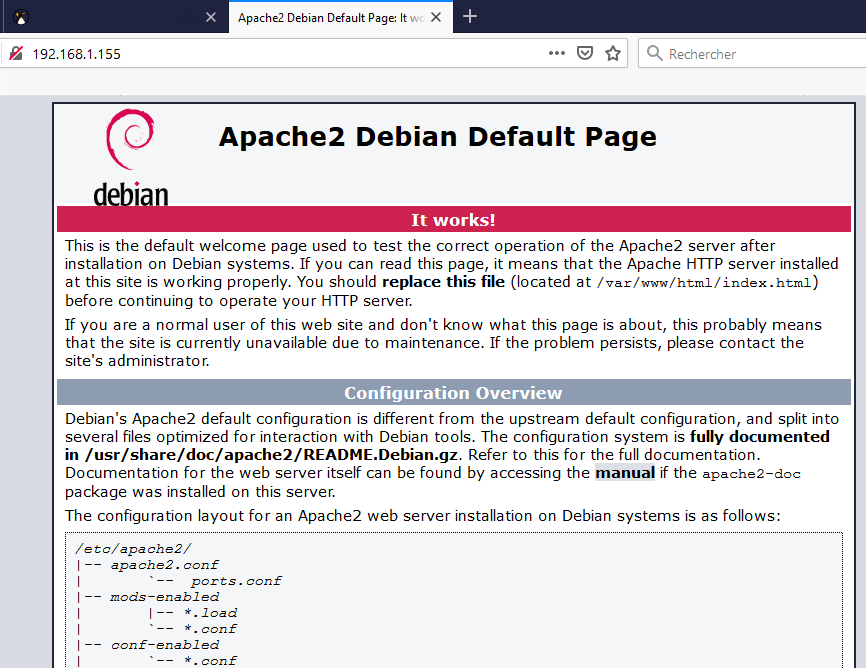 Apache2 Debian Default Page: It wo
192.168.1.155
Rechercher
debian
Apache2 Debian Default Page
It works!
This is the default welcome page used to test the correct operation of the Apache2 server after
installation on Debian systems. If you can read this page, it means that the Apache HTTP server installed
at this site is working properly. You should replace this file (located at /var/www/html/index.html)
before continuing to operate your HTTP server.
If you are a normal user of this web site and don't know what this page is about, this probably means
that the site is currently unavailable due to maintenance. If the problem persists, please contact the
site's administrator.
Configuration Overview
Debian's Apache2 default configuration is different from the upstream default configuration, and split into
several files optimized for interaction with Debian tools. The configuration system is fully documented
in /usr/share/doc/apache2/README.Debian.gz. Refer to this for the full documentation.
Documentation for the web server itself can be found by accessing the manual if the apache2-doc
package was installed on this server.
The configuration layout for an Apache2 web server installation on Debian systems is as follows:
/etc/apache2/
|-- apache2.conf
|       `--  ports.conf
|-- mods-enabled
|       |-- *.load
|       `-- *.conf
|-- conf-enabled
|       `-- *.conf